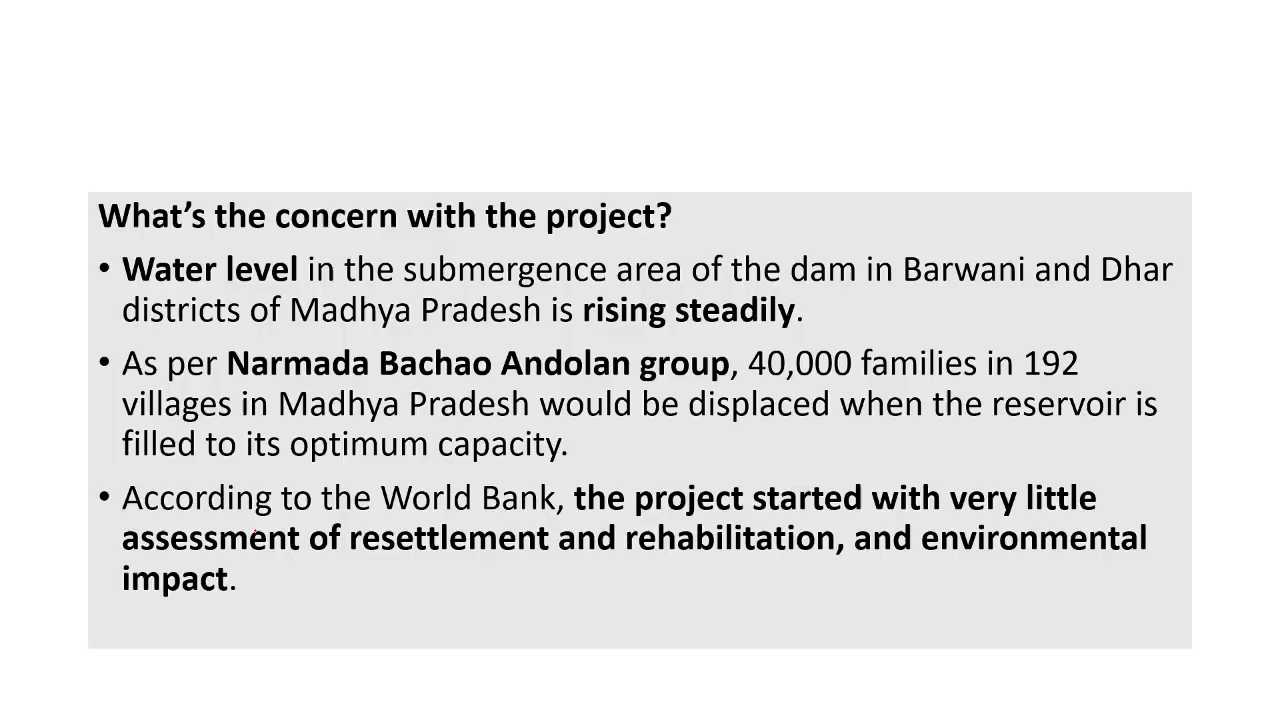 What’s the concern with the project?
• Water level in the submergence area of the dam in Barwani and Dhar
districts of Madhya Pradesh is rising steadily.
• As per Narmada Bachao Andolan group, 40,000 families in 192
villages in Madhya Pradesh would be displaced when the reservoir is
filled to its optimum capacity.
• According to the World Bank, the project started with very little
assessment of resettlement and rehabilitation, and environmental
impact.